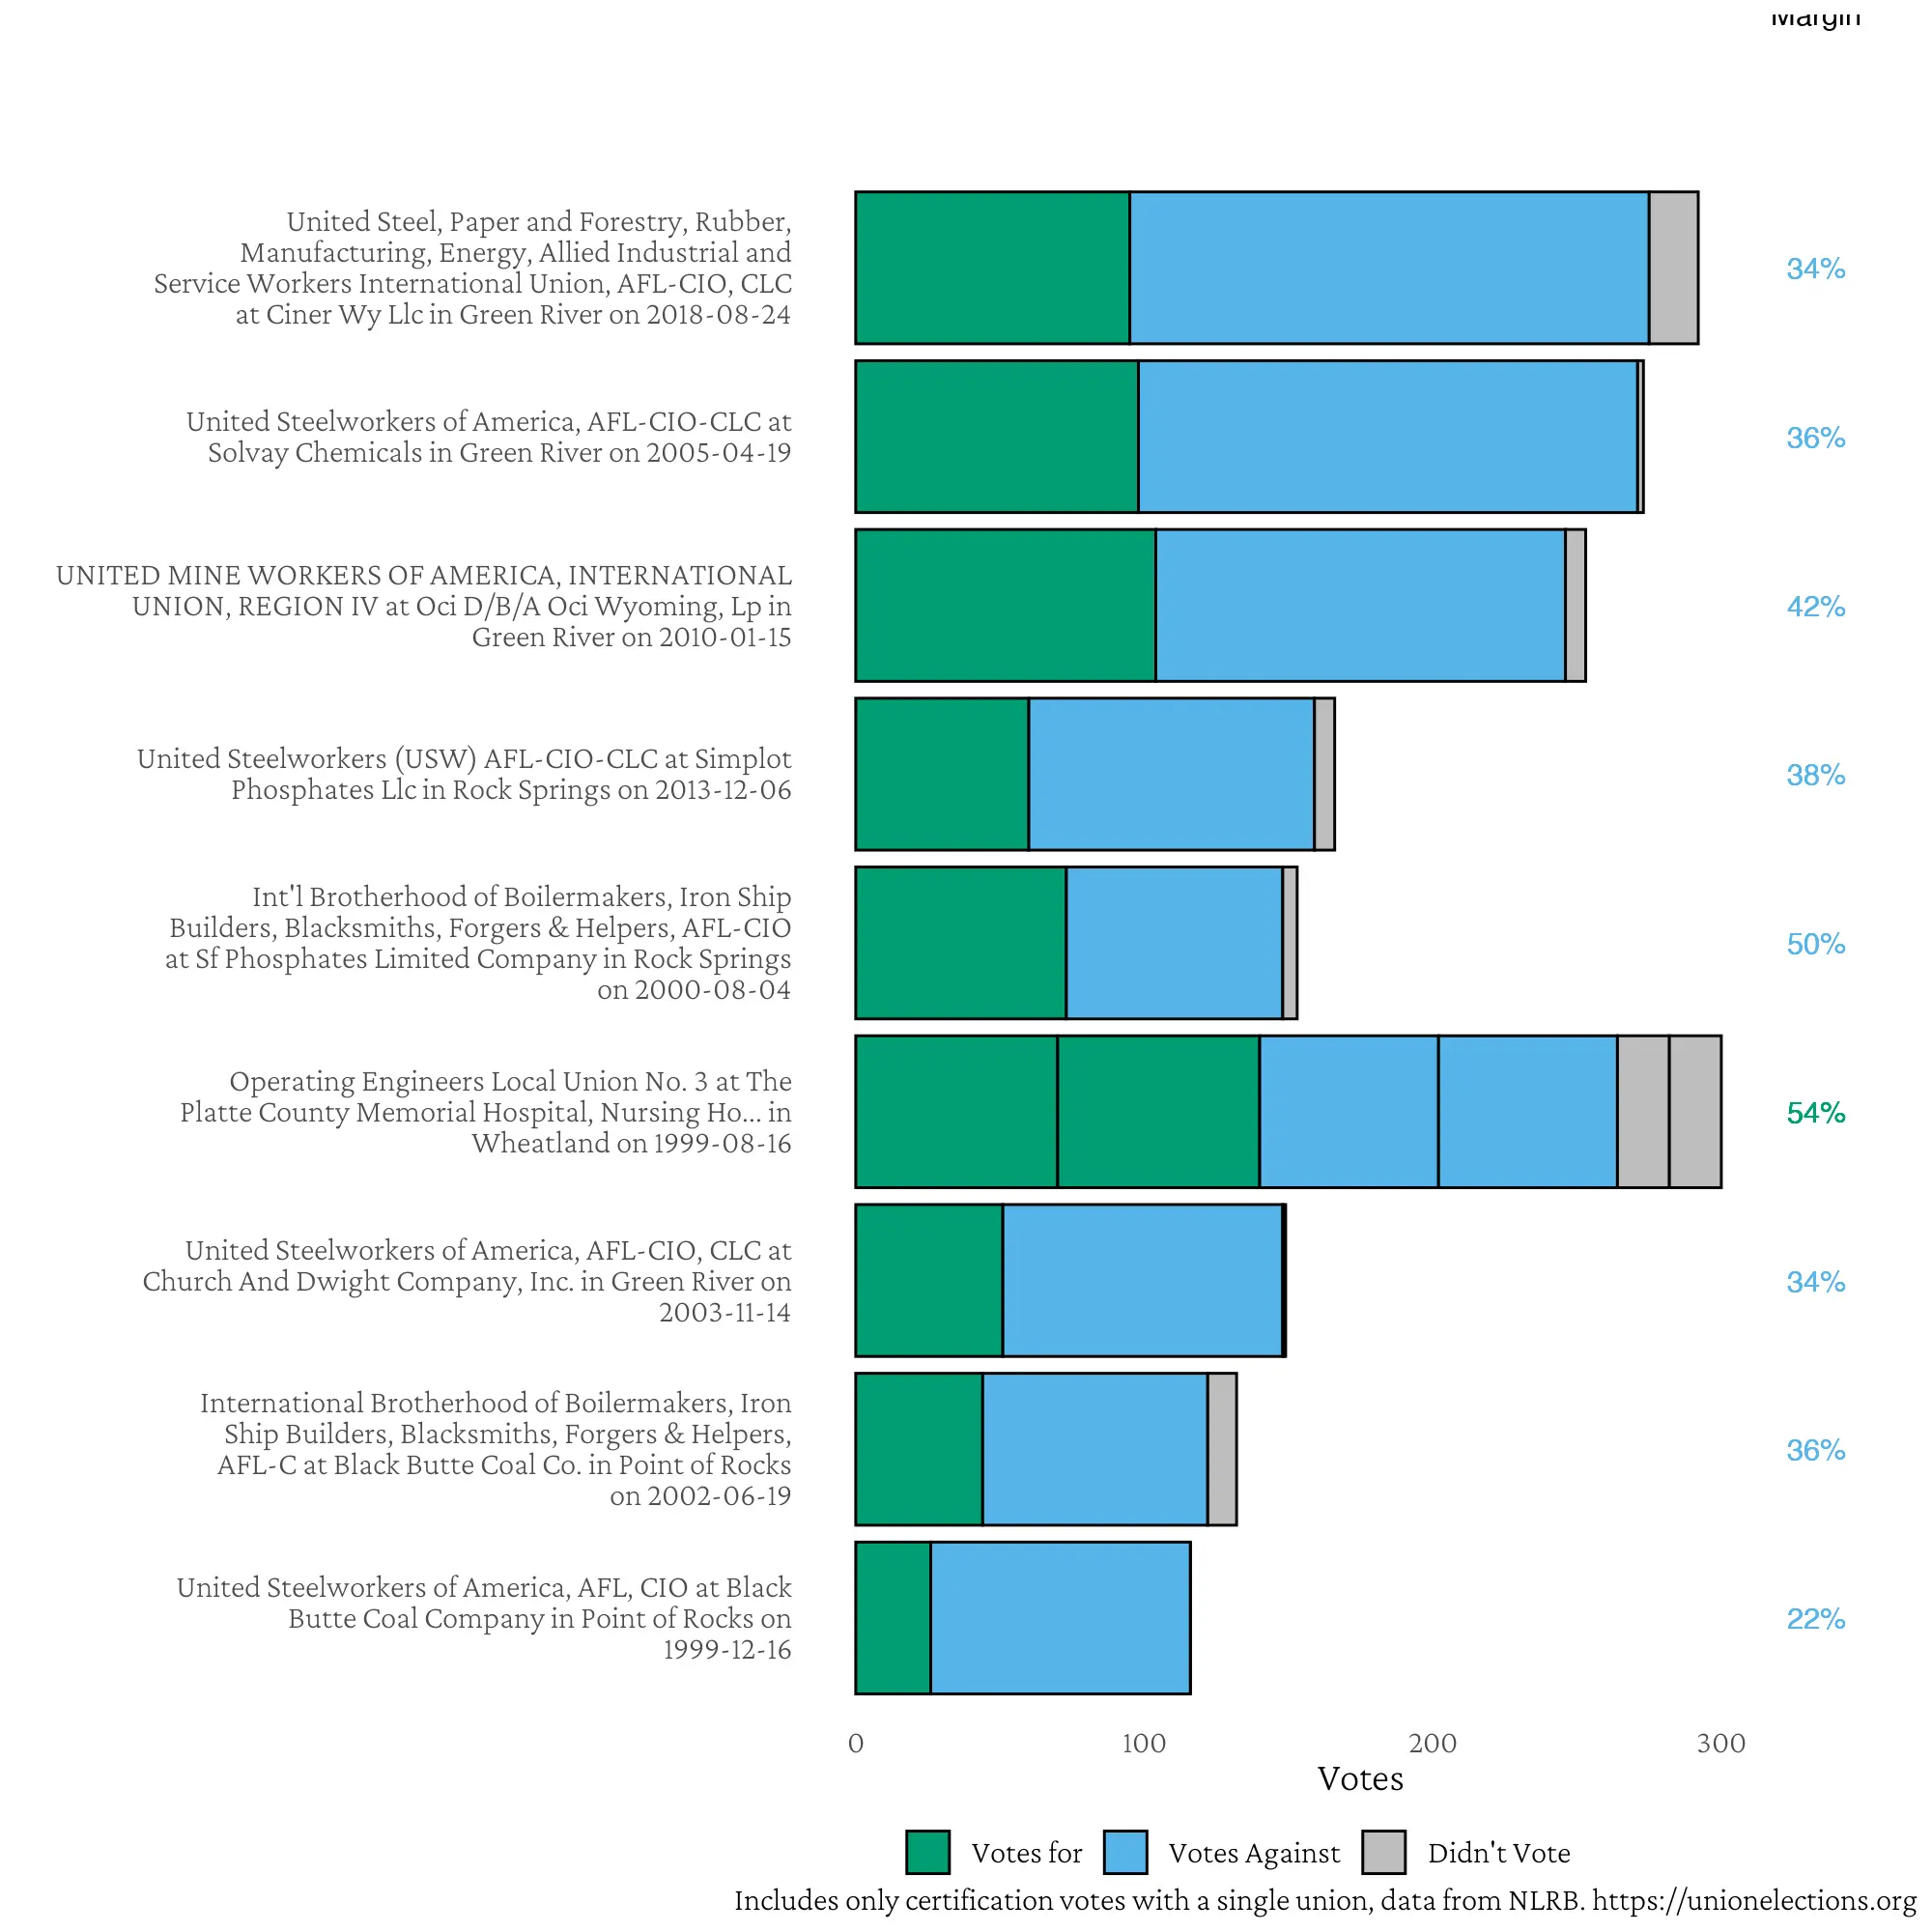 Margin
United Steel, Paper and Forestry, Rubber,
Manufacturing, Energy, Allied Industrial and
Service Workers International Union, AFL-CIO, CLC
at Ciner Wy Llc in Green River on 2018-08-24
34%
United Steelworkers of America, AFL-CIO-CLC at
Solvay Chemicals in Green River on 2005-04-19
36%
UNITED MINE WORKERS OF AMERICA, INTERNATIONAL
UNION, REGION IV at Oci D/B/A Oci Wyoming, Lp in
Green River on 2010-01-15
42%
United Steelworkers (USW) AFL-CIO-CLC at Simplot
Phosphates Llc in Rock Springs on 2013-12-06
38%
Int'l Brotherhood of Boilermakers, Iron Ship
Builders, Blacksmiths, Forgers & Helpers, AFL-CIO
at Sf Phosphates Limited Company in Rock Springs
on 2000-08-04
50%
Operating Engineers Local Union No. 3 at The
Platte County Memorial Hospital, Nursing Ho... in
Wheatland on 1999-08-16
54%
United Steelworkers of America, AFL-CIO, CLC at
Church And Dwight Company, Inc. in Green River on
2003-11-14
34%
International Brotherhood of Boilermakers, Iron
Ship Builders, Blacksmiths, Forgers & Helpers,
AFL-C at Black Butte Coal Co. in Point of Rocks
on 2002-06-19
36%
United Steelworkers of America, AFL, CIO at Black
Butte Coal Company in Point of Rocks on
1999-12-16
22%
0 100 200 300
Votes
Votes for Votes Against Didn't Vote
Includes only certification votes with a single union, data from NLRB. https://unionelections.org